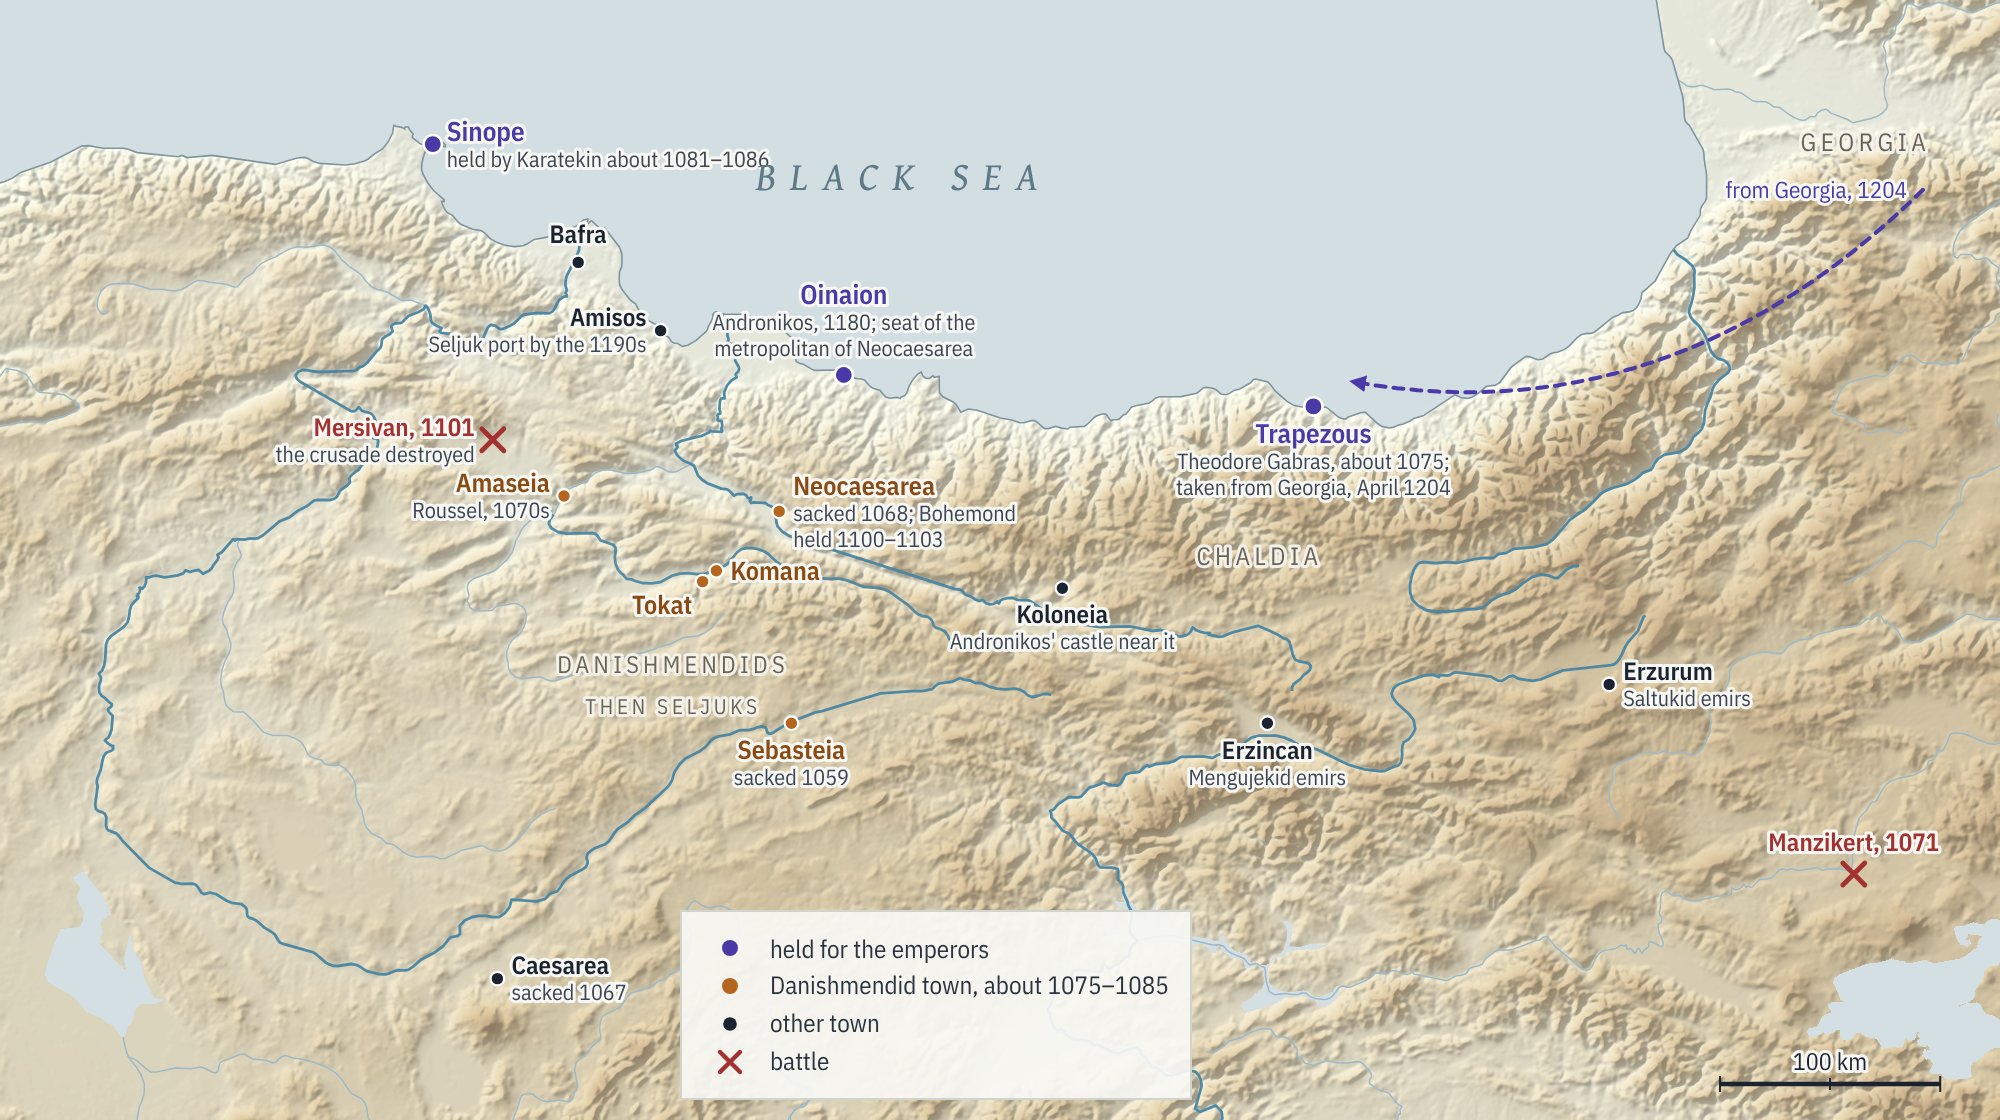 Sinope
held by Karatekin about 1081–1086
BLACK SEA
GEORGIA
from Georgia, 1204
Bafra
Amisos
Seljuk port by the 1190s
Oinaion
Andronikos, 1180; seat of the
metropolitan of Neocaesarea
Mersivan, 1101
the crusade destroyed
Amaseia
Roussel, 1070s
Neocaesarea
sacked 1068; Bohemond
held 1100–1103
Trapezous
Theodore Gabras, about 1075;
taken from Georgia, April 1204
CHALDIA
Komana
Tokat
Koloneia
Andronikos' castle near it
DANISHMENDIDS
THEN SELJUKS
Sebasteia
sacked 1059
Erzincan
Mengujekid emirs
Erzurum
Saltukid emirs
Manzikert, 1071
Caesarea
sacked 1067
held for the emperors
Danishmendid town, about 1075–1085
other town
battle
100 km